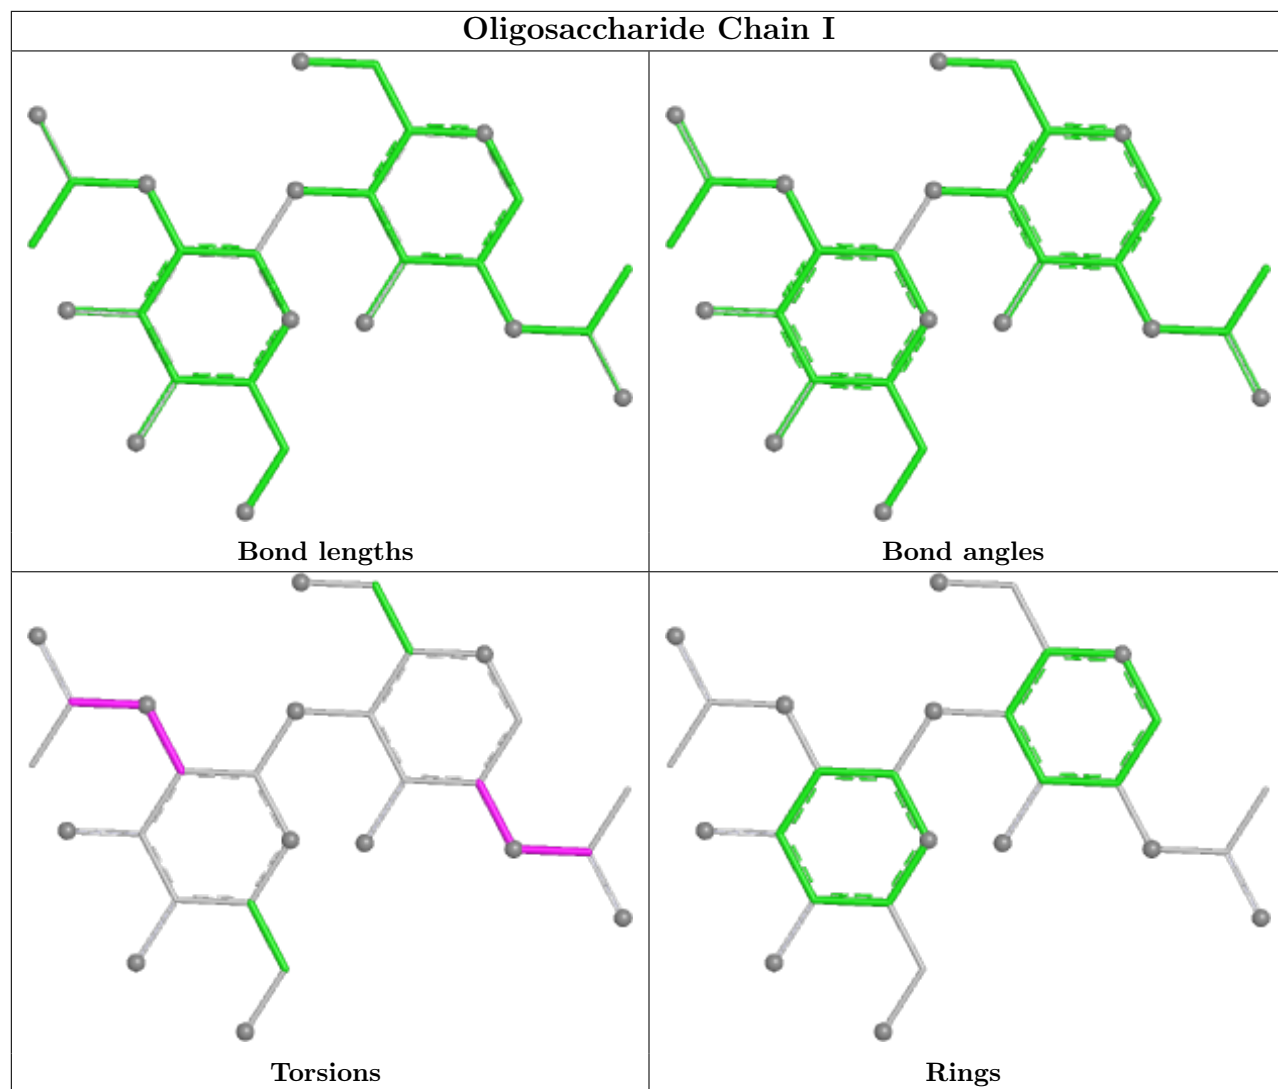 Oligosaccharide Chain I
Bond lengths
Bond angles
Torsions
Rings